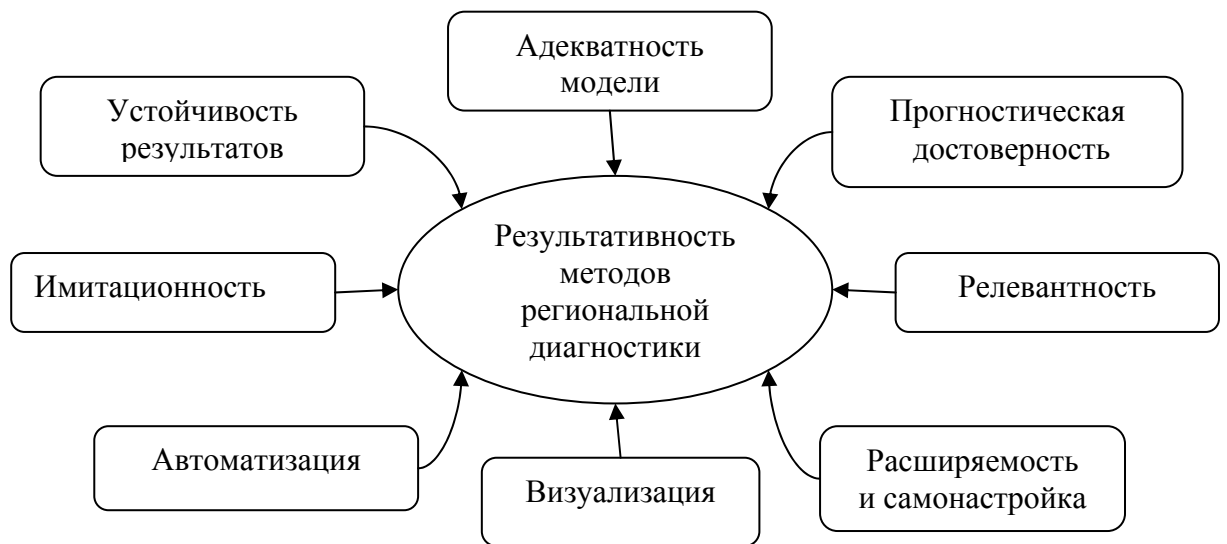 Адекватность
модели
Устойчивость
результатов
Прогностическая
достоверность
Результативность
методов
региональной
диагностики
Имитационность
Релевантность
Автоматизация
Визуализация
Расширяемость
и самонастройка